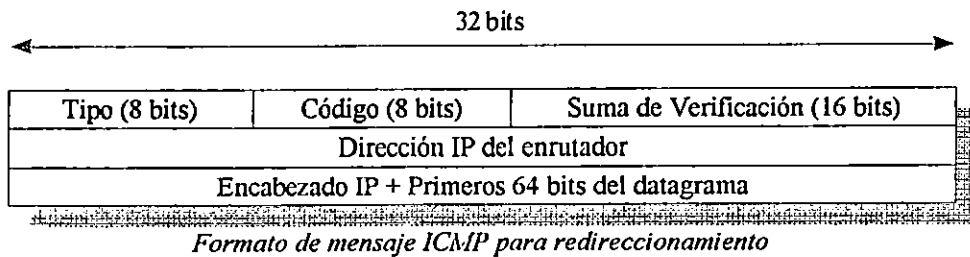 32 bits
Tipo (8 bits) Código (8 bits) Suma de Verificación (16 bits)
Dirección IP del enrutador
Encabezado IP + Primeros 64 bits del datagrama
Formato de mensaje ICMP para redireccionamiento